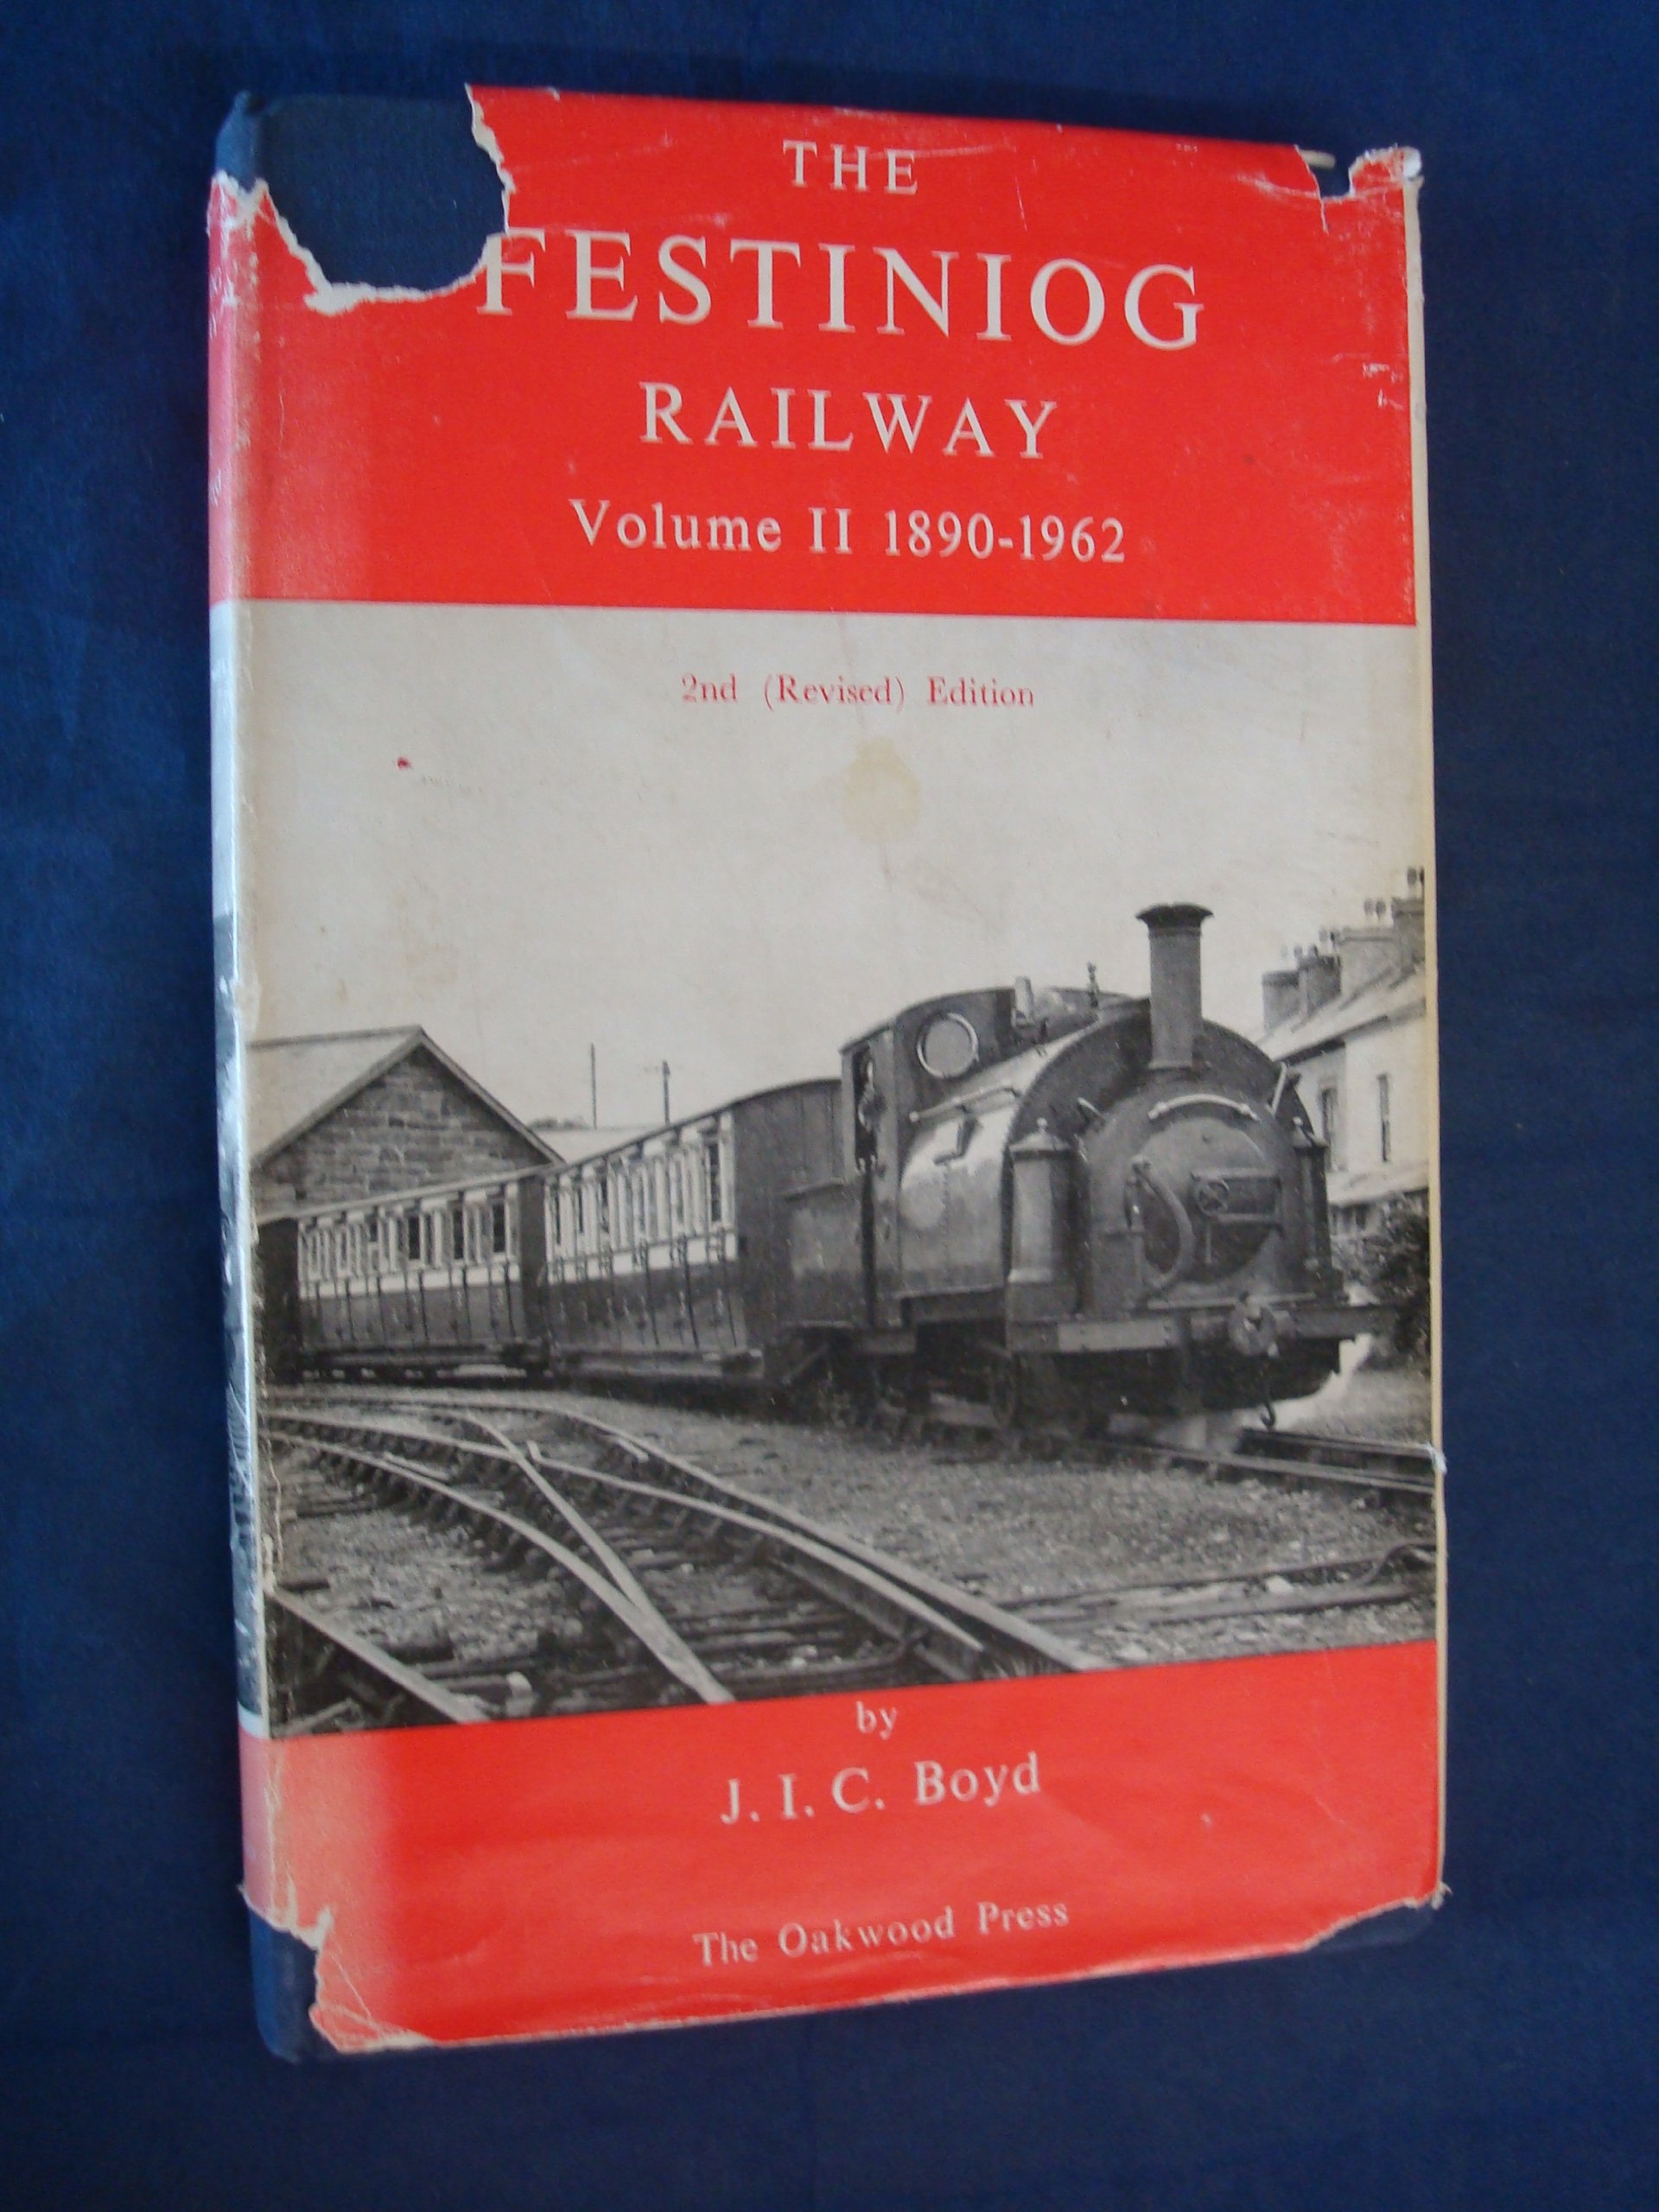 THE
FESTINIOG
RAILWAY
Volume II 1890-1962
2nd (Revised) Edition
by
J. I. C. Boyd
The Oakwood Press